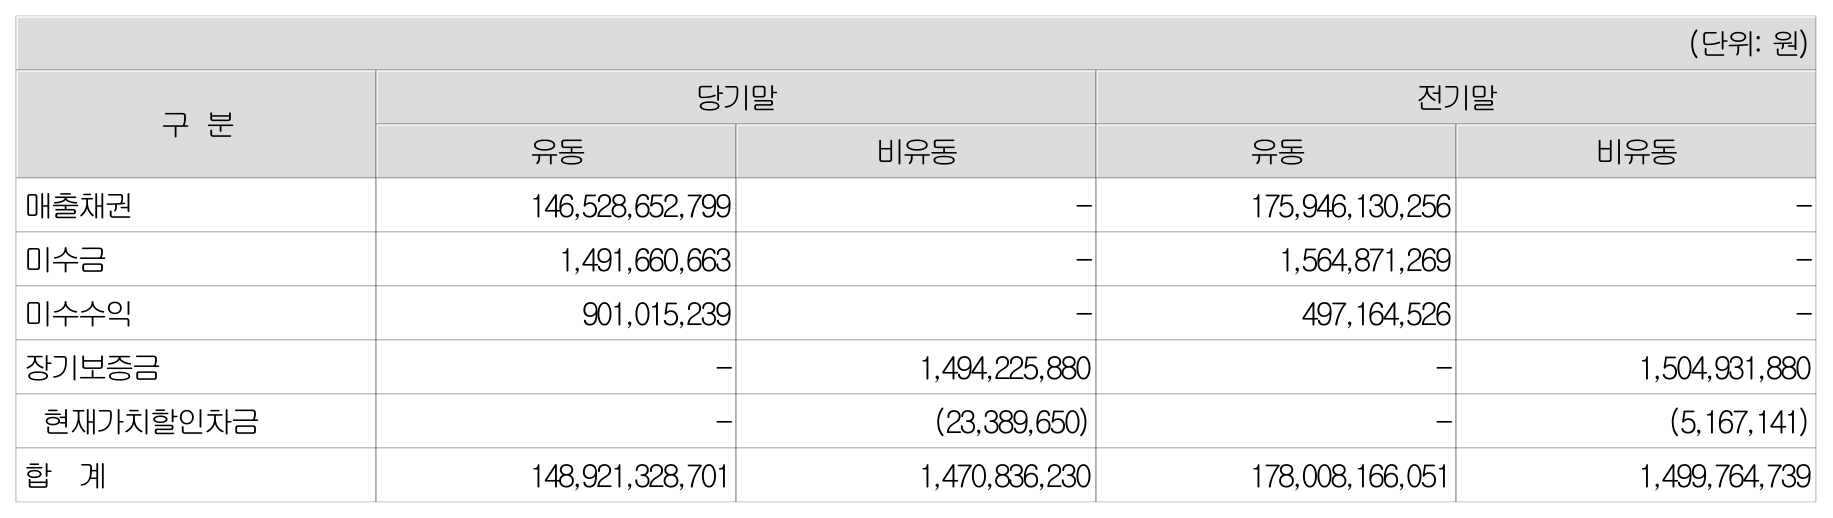 (단위: 원)
구 분 당기말 전기말
유동 비유동 유동 비유동
매출채권 146,528,652,799 – 175,946,130,256 –
미수금 1,491,660,663 – 1,564,871,269 –
미수수익 901,015,239 – 497,164,526 –
장기보증금 – 1,494,225,880 – 1,504,931,880
현재가치할인차금 – (23,389,650) – (5,167,141)
합 계 148,921,328,701 1,470,836,230 178,008,166,051 1,499,764,739